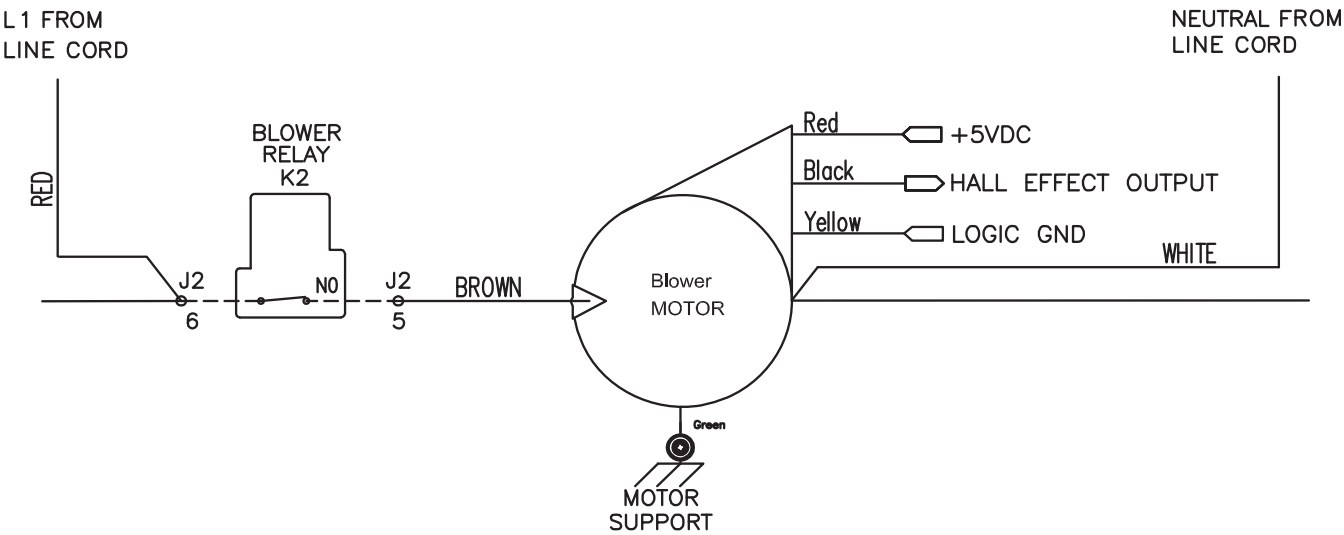 L1 FROM
LINE CORD
NEUTRAL FROM
LINE CORD
BLOWER
RELAY
K2
Red
+5VDC
Black
HALL EFFECT OUTPUT
Yellow
LOGIC GND
RED
WHITE
J2
NO
J2
BROWN
6
5
Blower
MOTOR
Green
MOTOR
SUPPORT